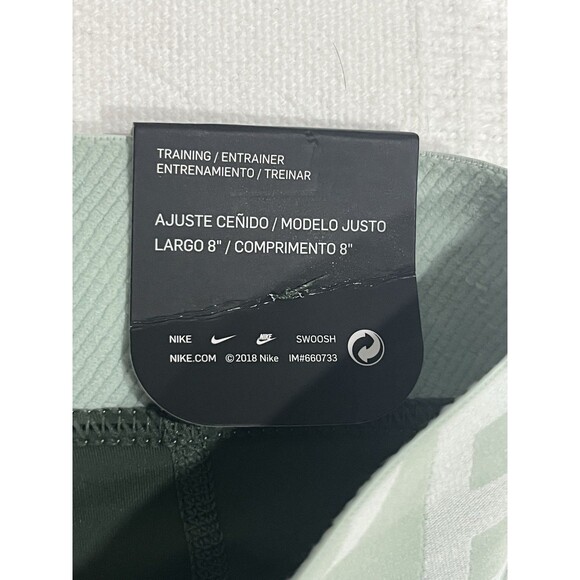 TRAINING / ENTRAINER
ENTRENAMIENTO / TREINAR
AJUSTE CEÑIDO / MODELO JUSTO
LARGO 8" / COMPRIMENTO 8"
NIKE NIKE SWOOSH
NIKE.COM ©2018 Nike IM#660733